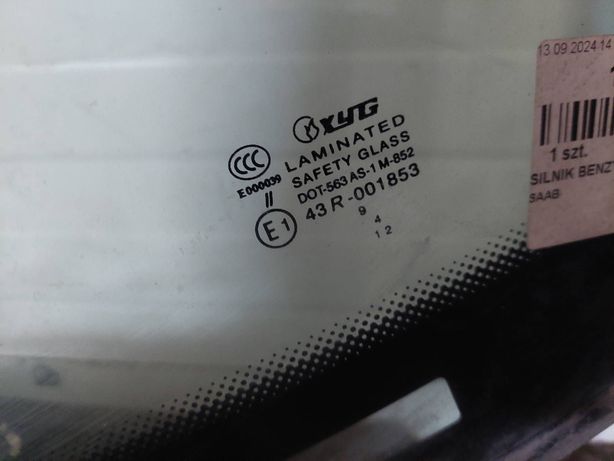 XYG
LAMINATED
SAFETY GLASS
DOT-563 AS-1 M-852
43 R -001853
CCC
E000039
//
E1
9 4
1 2
13.09.2024 14
1 szt.
SILNIK BENZ
SAAB